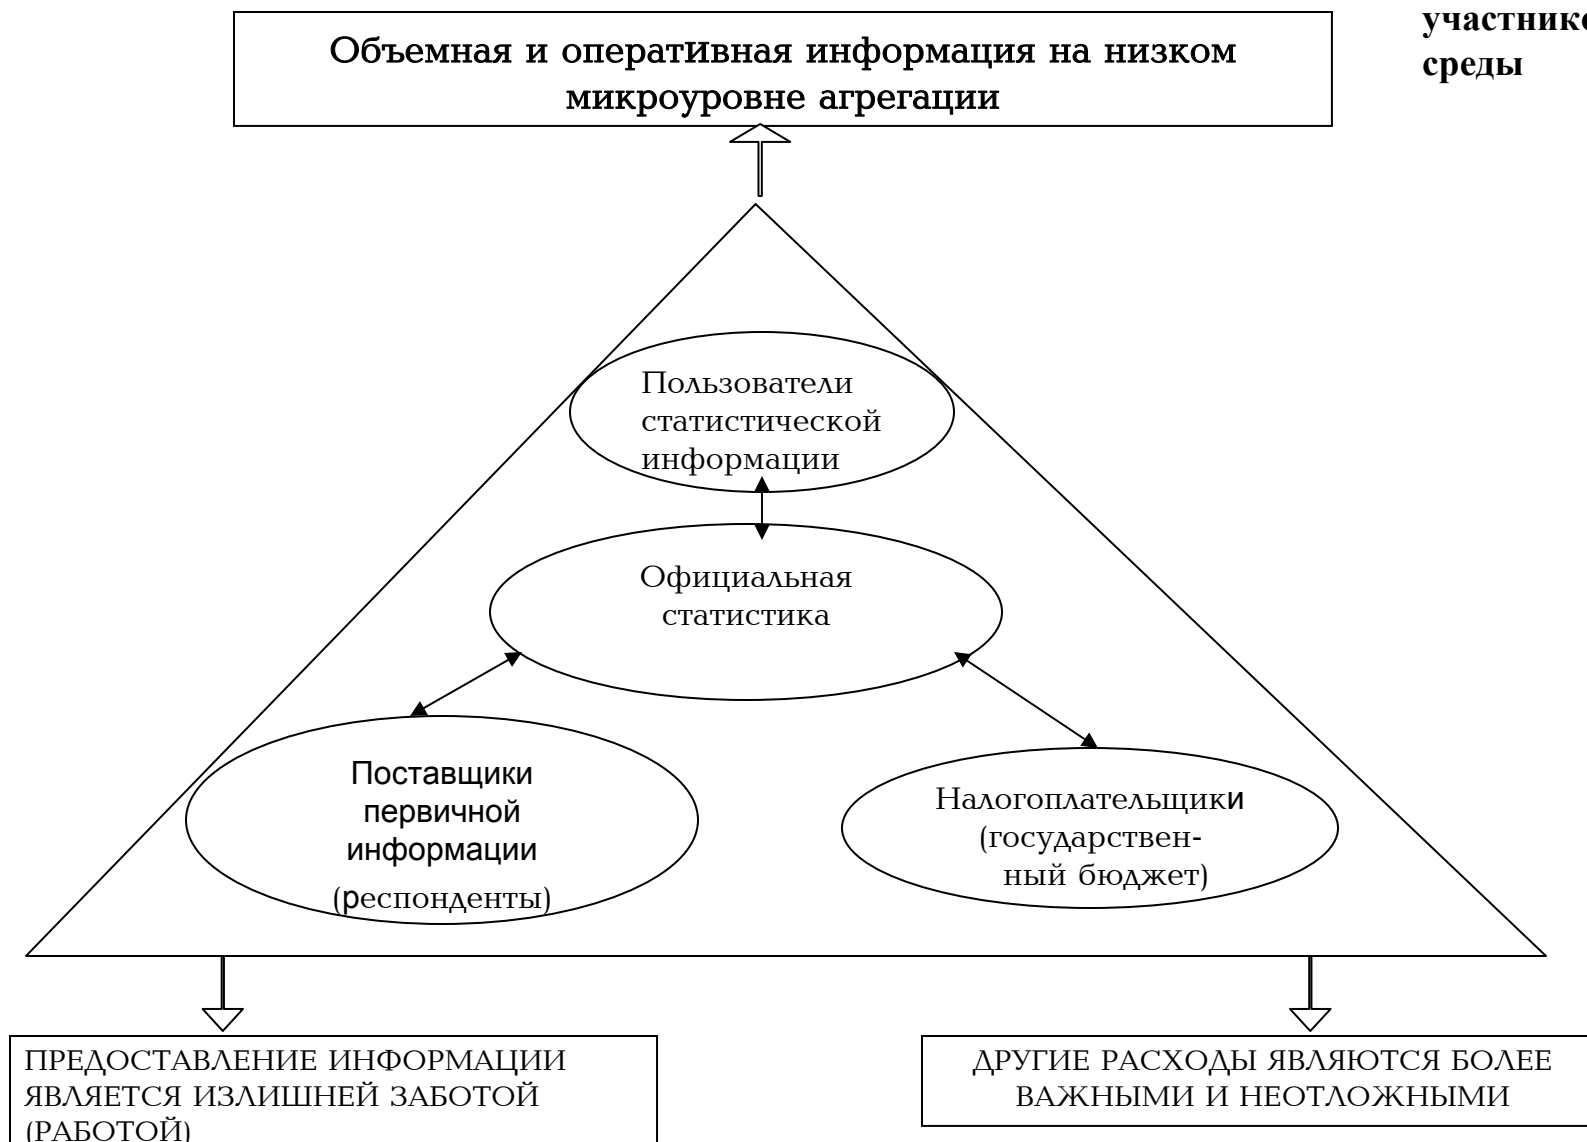 Объемная и оперативная информация на низком
микроуровне агрегации
среды
Пользователи
статистической
информации
Официальная
статистика
Поставщики
первичной
информации
(респонденты)
Налогоплательщики
(государствен-
ный бюджет)
ПРЕДОСТАВЛЕНИЕ ИНФОРМАЦИИ
ЯВЛЯЕТСЯ ИЗЛИШНЕЙ ЗАБОТОЙ
(РАБОТОЙ)
ДРУГИЕ РАСХОДЫ ЯВЛЯЮТСЯ БОЛЕЕ
ВАЖНЫМИ И НЕОТЛОЖНЫМИ